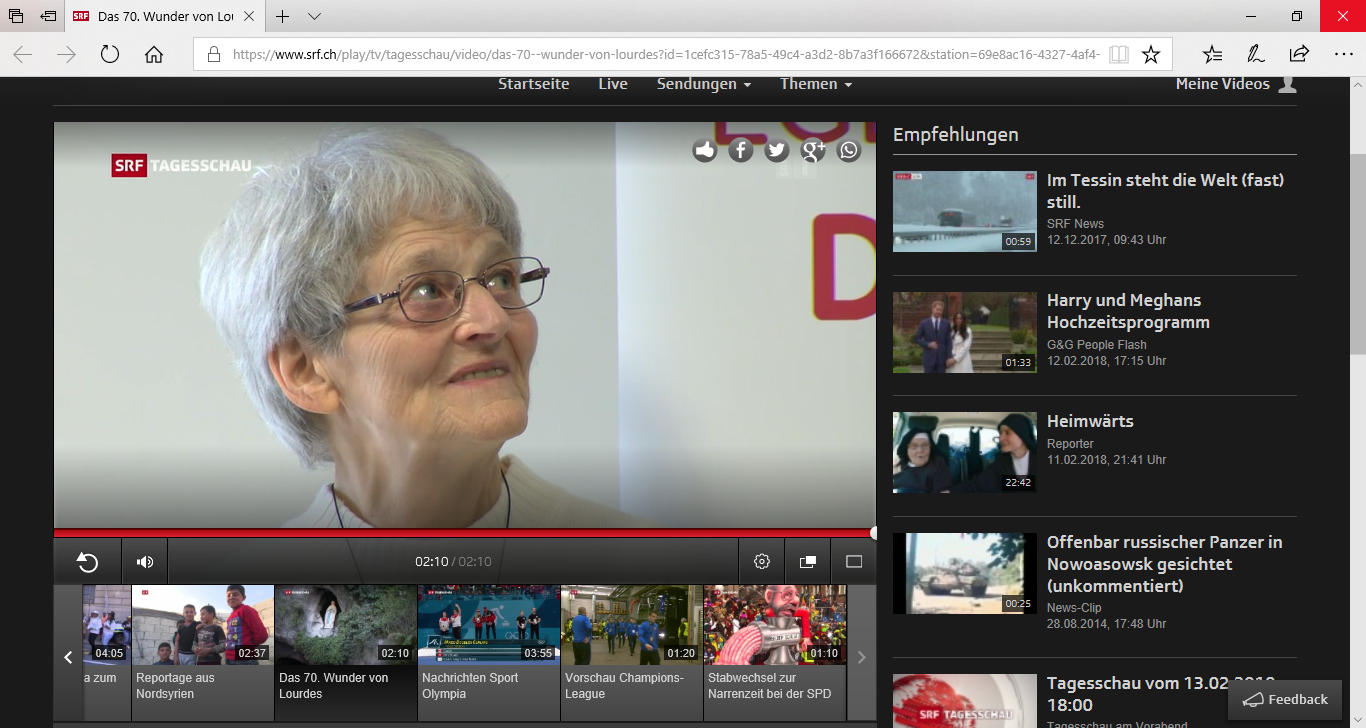 Das 70. Wunder von Lou
https://www.srf.ch/play/tv/tagesschau/video/das-70--wunder-von-lourdes?id=1cefc315-78a5-49c4-a3d2-8b7a3f166672&station=69e8ac16-4327-4af4-
Startseite Live Sendungen Themen Meine Videos
SRF TAGESSCHAU
D
02:10 / 02:10
04:05
a zum
02:37
Reportage aus
Nordsyrien
02:10
Das 70. Wunder von
Lourdes
03:55
Nachrichten Sport
Olympia
01:20
Vorschau Champions-
League
01:10
Stabwechsel zur
Narrenzeit bei der SPD
Empfehlungen
00:59
Im Tessin steht die Welt (fast)
still.
SRF News
12.12.2017, 09:43 Uhr
01:33
Harry und Meghans
Hochzeitsprogramm
G&G People Flash
12.02.2018, 17:15 Uhr
22:42
Heimwärts
Reporter
11.02.2018, 21:41 Uhr
00:25
Offenbar russischer Panzer in
Nowoasowsk gesichtet
(unkommentiert)
News-Clip
28.08.2014, 17:48 Uhr
SRF TAGESSCHAU
Tagesschau vom 13.02.2018
18:00
Tagesschau am Vorabend
Feedback